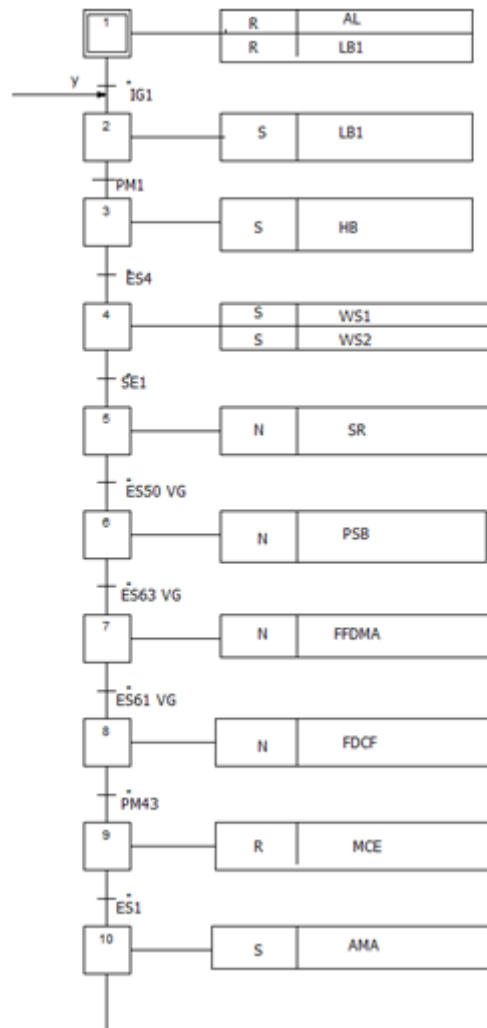 1
R AL
R LB1
y
IG1
2
S LB1
PM1
3
S HB
ES4
4
S WS1
S WS2
SE1
5
N SR
ES50 VG
6
N PSB
ES63 VG
7
N FFDMA
ES61 VG
8
N FDCF
PM43
9
R MCE
ES1
10
S AMA